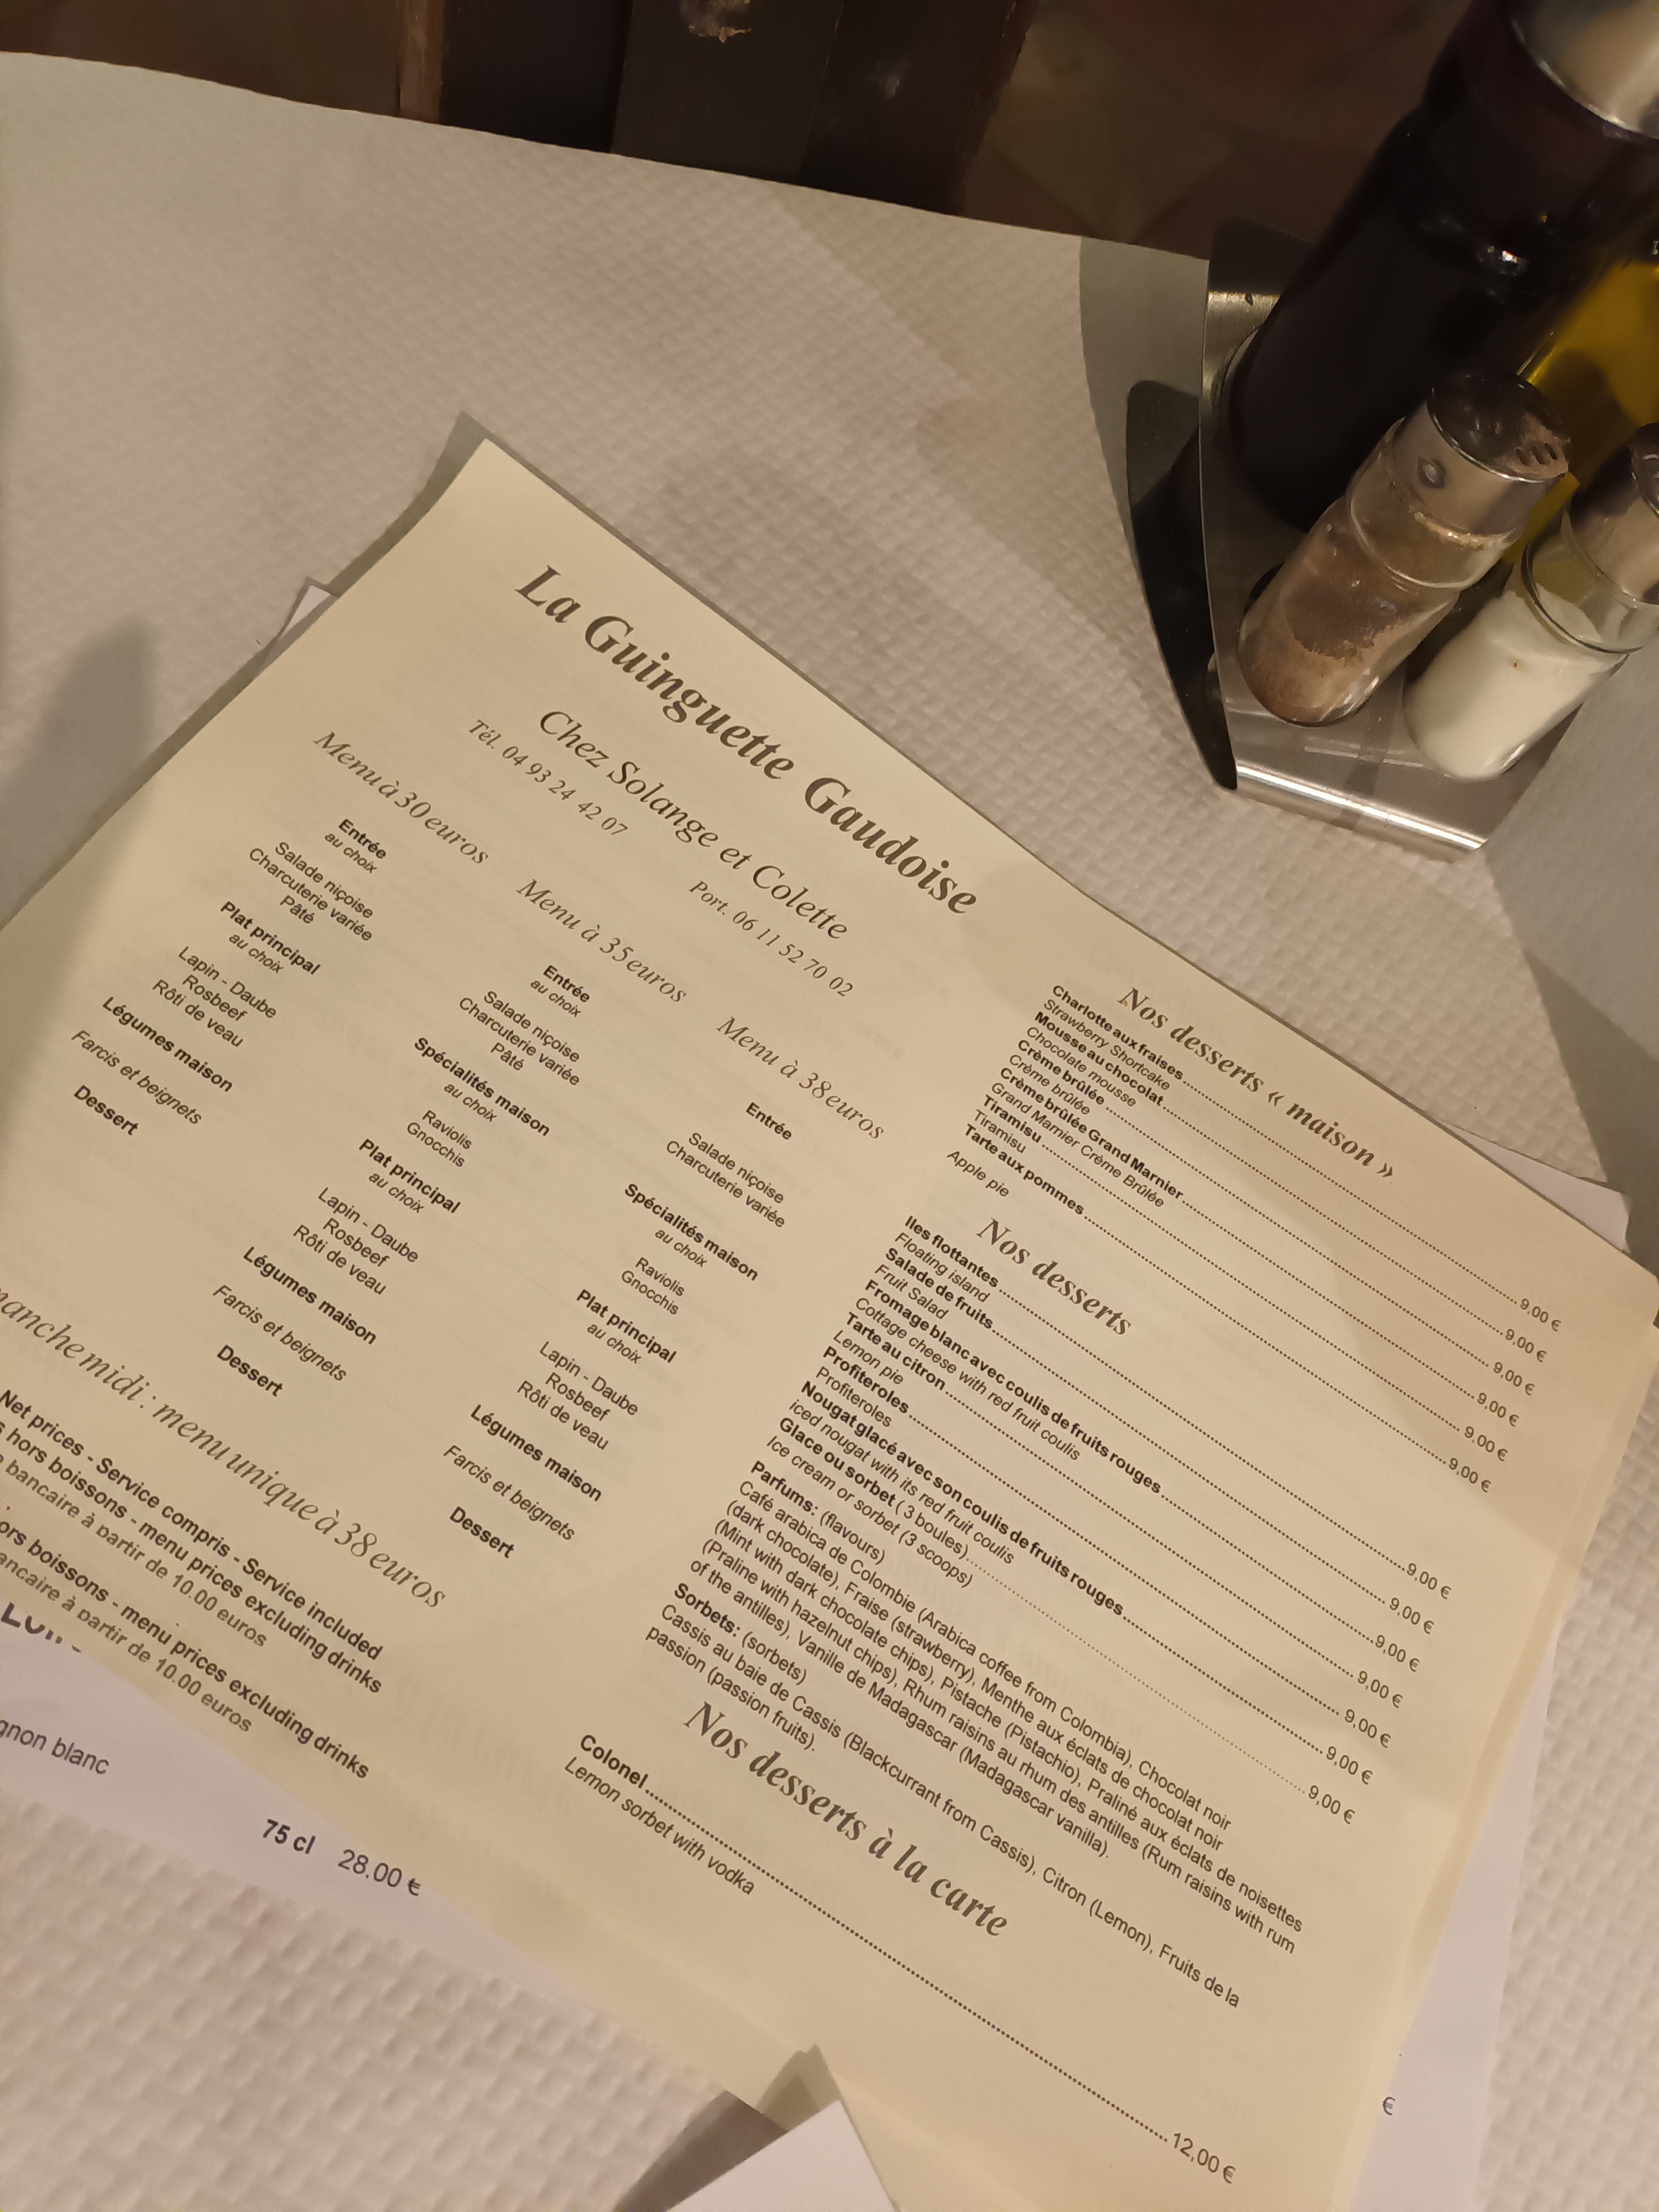 La Guinguette Gaudoise
Chez Solange et Colette
Tél. 04 93 24 42 07
Port. 06 11 52 70 02
Menu à 30 euros
Entrée
au choix
Salade niçoise
Charcuterie variée
Pâté
Plat principal
au choix
Lapin - Daube
Rosbeef
Rôti de veau
Légumes maison
Farcis et beignets
Dessert
Menu à 35 euros
Entrée
au choix
Salade niçoise
Charcuterie variée
Pâté
Spécialités maison
au choix
Raviolis
Gnocchis
Plat principal
au choix
Lapin - Daube
Rosbeef
Rôti de veau
Légumes maison
Farcis et beignets
Dessert
Menu à 38 euros
Entrée
Salade niçoise
Charcuterie variée
Spécialités maison
au choix
Raviolis
Gnocchis
Plat principal
au choix
Lapin - Daube
Rosbeef
Rôti de veau
Légumes maison
Farcis et beignets
Dessert
midi : menu unique à 38 euros
Net prices - Service compris - Service included
hors boissons - menu prices excluding drinks
bancaire à partir de 10.00 euros
boissons - menu prices excluding drinks
à partir de 10.00 euros
blanc
75 cl 28.00 €
Nos desserts « maison »
Charlotte aux fraises 9,00 €
Strawberry Shortcake
Mousse au chocolat 9,00 €
Chocolate mousse
Crème brûlée 9,00 €
Crème brûlée
Crème brûlée Grand Marnier 9,00 €
Grand Marnier Crème Brûlée
Tiramisu 9,00 €
Tiramisu
Tarte aux pommes 9,00 €
Apple pie
Nos desserts
Iles flottantes 9,00 €
Floating island
Salade de fruits 9,00 €
Fruit Salad
Fromage blanc avec coulis de fruits rouges 9,00 €
Cottage cheese with red fruit coulis
Tarte au citron 9,00 €
Lemon pie
Profiteroles 9,00 €
Profiteroles
Nougat glacé avec son coulis de fruits rouges 9,00 €
iced nougat with its red fruit coulis
Glace ou sorbet ( 3 boules) 9,00 €
Ice cream or sorbet (3 scoops)
Parfums: (flavours)
Café arabica de Colombie (Arabica coffee from Colombia), Chocolat noir
(dark chocolate), Fraise (strawberry), Menthe aux éclats de chocolat noir
(Mint with dark chocolate chips), Pistache (Pistachio), Praliné aux éclats de noisettes
(Praline with hazelnut chips), Rhum raisins au rhum des antilles (Rum raisins with rum
of the antilles), Vanille de Madagascar (Madagascar vanilla).
Sorbets: (sorbets)
Cassis au baie de Cassis (Blackcurrant from Cassis), Citron (Lemon), Fruits de la
passion (passion fruits).
Nos desserts à la carte
Colonel 12,00 €
Lemon sorbet with vodka
€